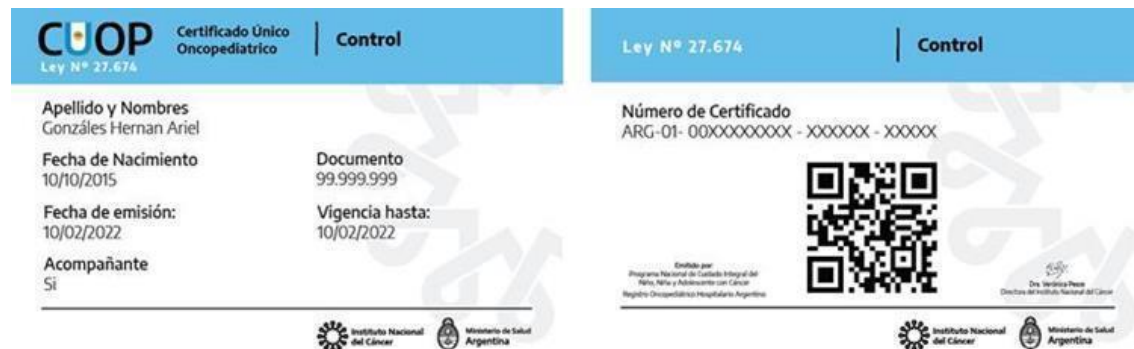 CUOP
Certificado Único
Oncopediatrico
Control
Ley Nº 27.674
Apellido y Nombres
Gonzáles Hernan Ariel
Fecha de Nacimiento
10/10/2015
Documento
99.999.999
Fecha de emisión:
10/02/2022
Vigencia hasta:
10/02/2022
Acompañante
Si
Instituto Nacional
del Cáncer
Ministerio de Salud
Argentina
Ley Nº 27.674
Control
Número de Certificado
ARG-01- 00XXXXXXXX - XXXXXX - XXXXX
Emitido por:
Programa Nacional de Cuidado Integral del
Niño, Niña y Adolescente con Cáncer
Registro Oncopediátrico Hospitalario Argentino
Dra. Verónica Pesce
Directora del Instituto Nacional del Cáncer
Instituto Nacional
del Cáncer
Ministerio de Salud
Argentina